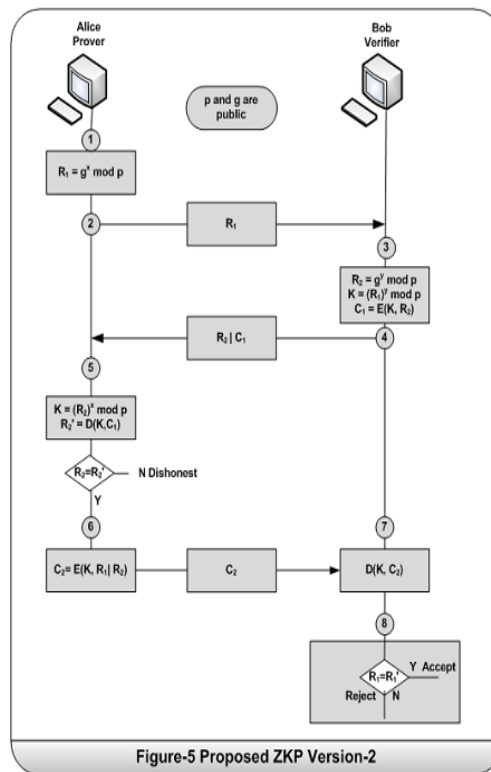 Alice
Prover
Bob
Verifier
p and g are
public
1
R₁ = gˣ mod p
2
R₁
3
R₂ = gʸ mod p
K = (R₁)ʸ mod p
C₁ = E(K, R₂)
R₂ | C₁
4
5
K = (R₂)ˣ mod p
R₂' = D(K,C₁)
R₂=R₂'
N Dishonest
Y
6
7
C₂= E(K, R₁| R₂)
C₂
D(K, C₂)
8
R₁=R₁'
Y Accept
Reject
N
Figure-5 Proposed ZKP Version-2